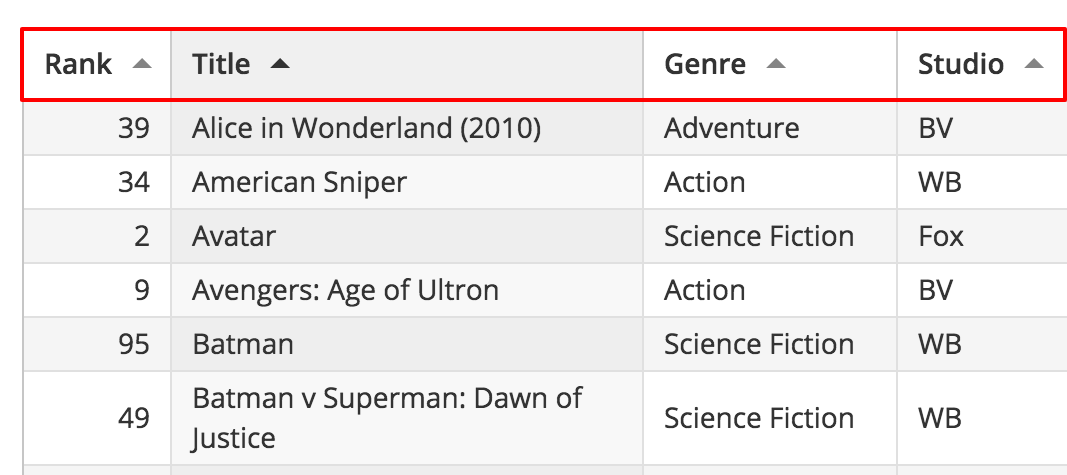 Rank Title Genre Studio
39 Alice in Wonderland (2010) Adventure BV
34 American Sniper Action WB
2 Avatar Science Fiction Fox
9 Avengers: Age of Ultron Action BV
95 Batman Science Fiction WB
49 Batman v Superman: Dawn of
Justice Science Fiction WB